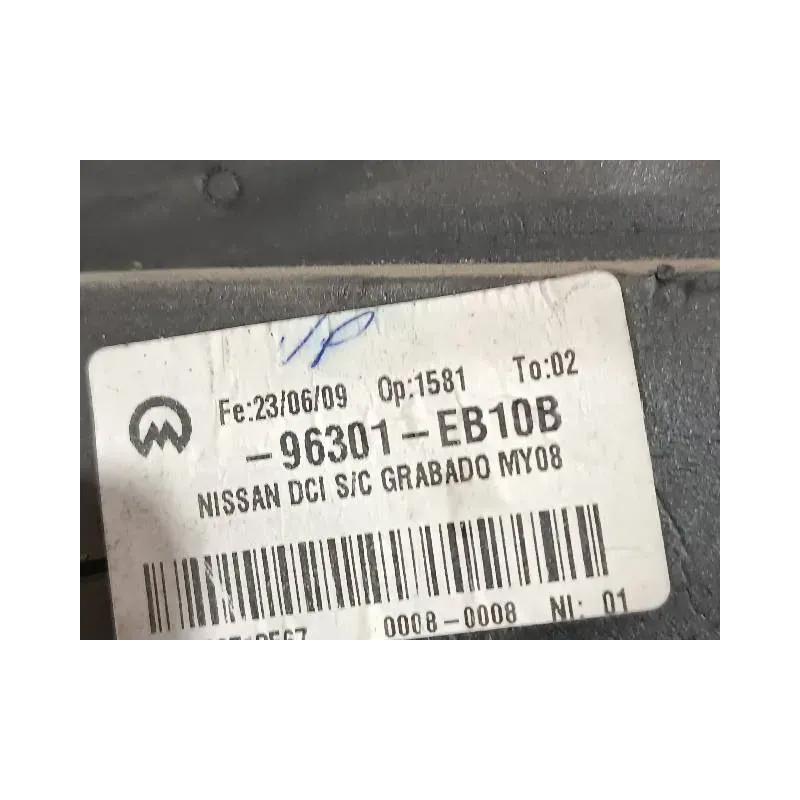 VP
Fe:23/06/09 Op:1581 To:02
-96301-EB10B
NISSAN DCI S/C GRABADO MY08
0008-0008 NI: 01